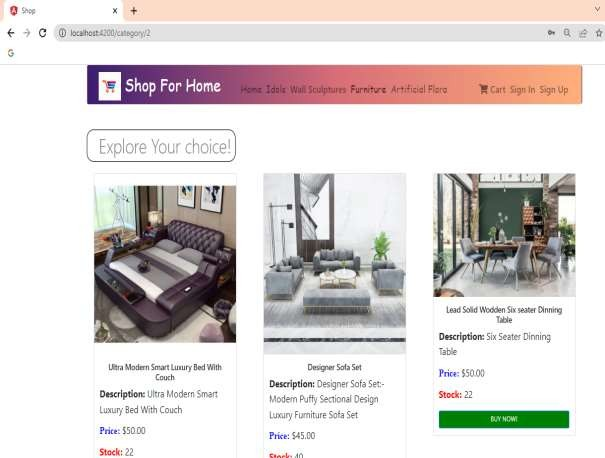 Shop
localhost:4200/category/2
Shop For Home
Home Idols Wall Sculptures Furniture Artificial Flora
Cart Sign In Sign Up
Explore Your choice!
Ultra Modern Smart Luxury Bed With
Couch
Description: Ultra Modern Smart
Luxury Bed With Couch
Price: $50.00
Stock: 22
Designer Sofa Set
Description: Designer Sofa Set:-
Modern Puffy Sectional Design
Luxury Furniture Sofa Set
Price: $45.00
Stock: 40
Lead Solid Wodden Six seater Dinning
Table
Description: Six Seater Dinning
Table
Price: $50.00
Stock: 22
BUY NOW!